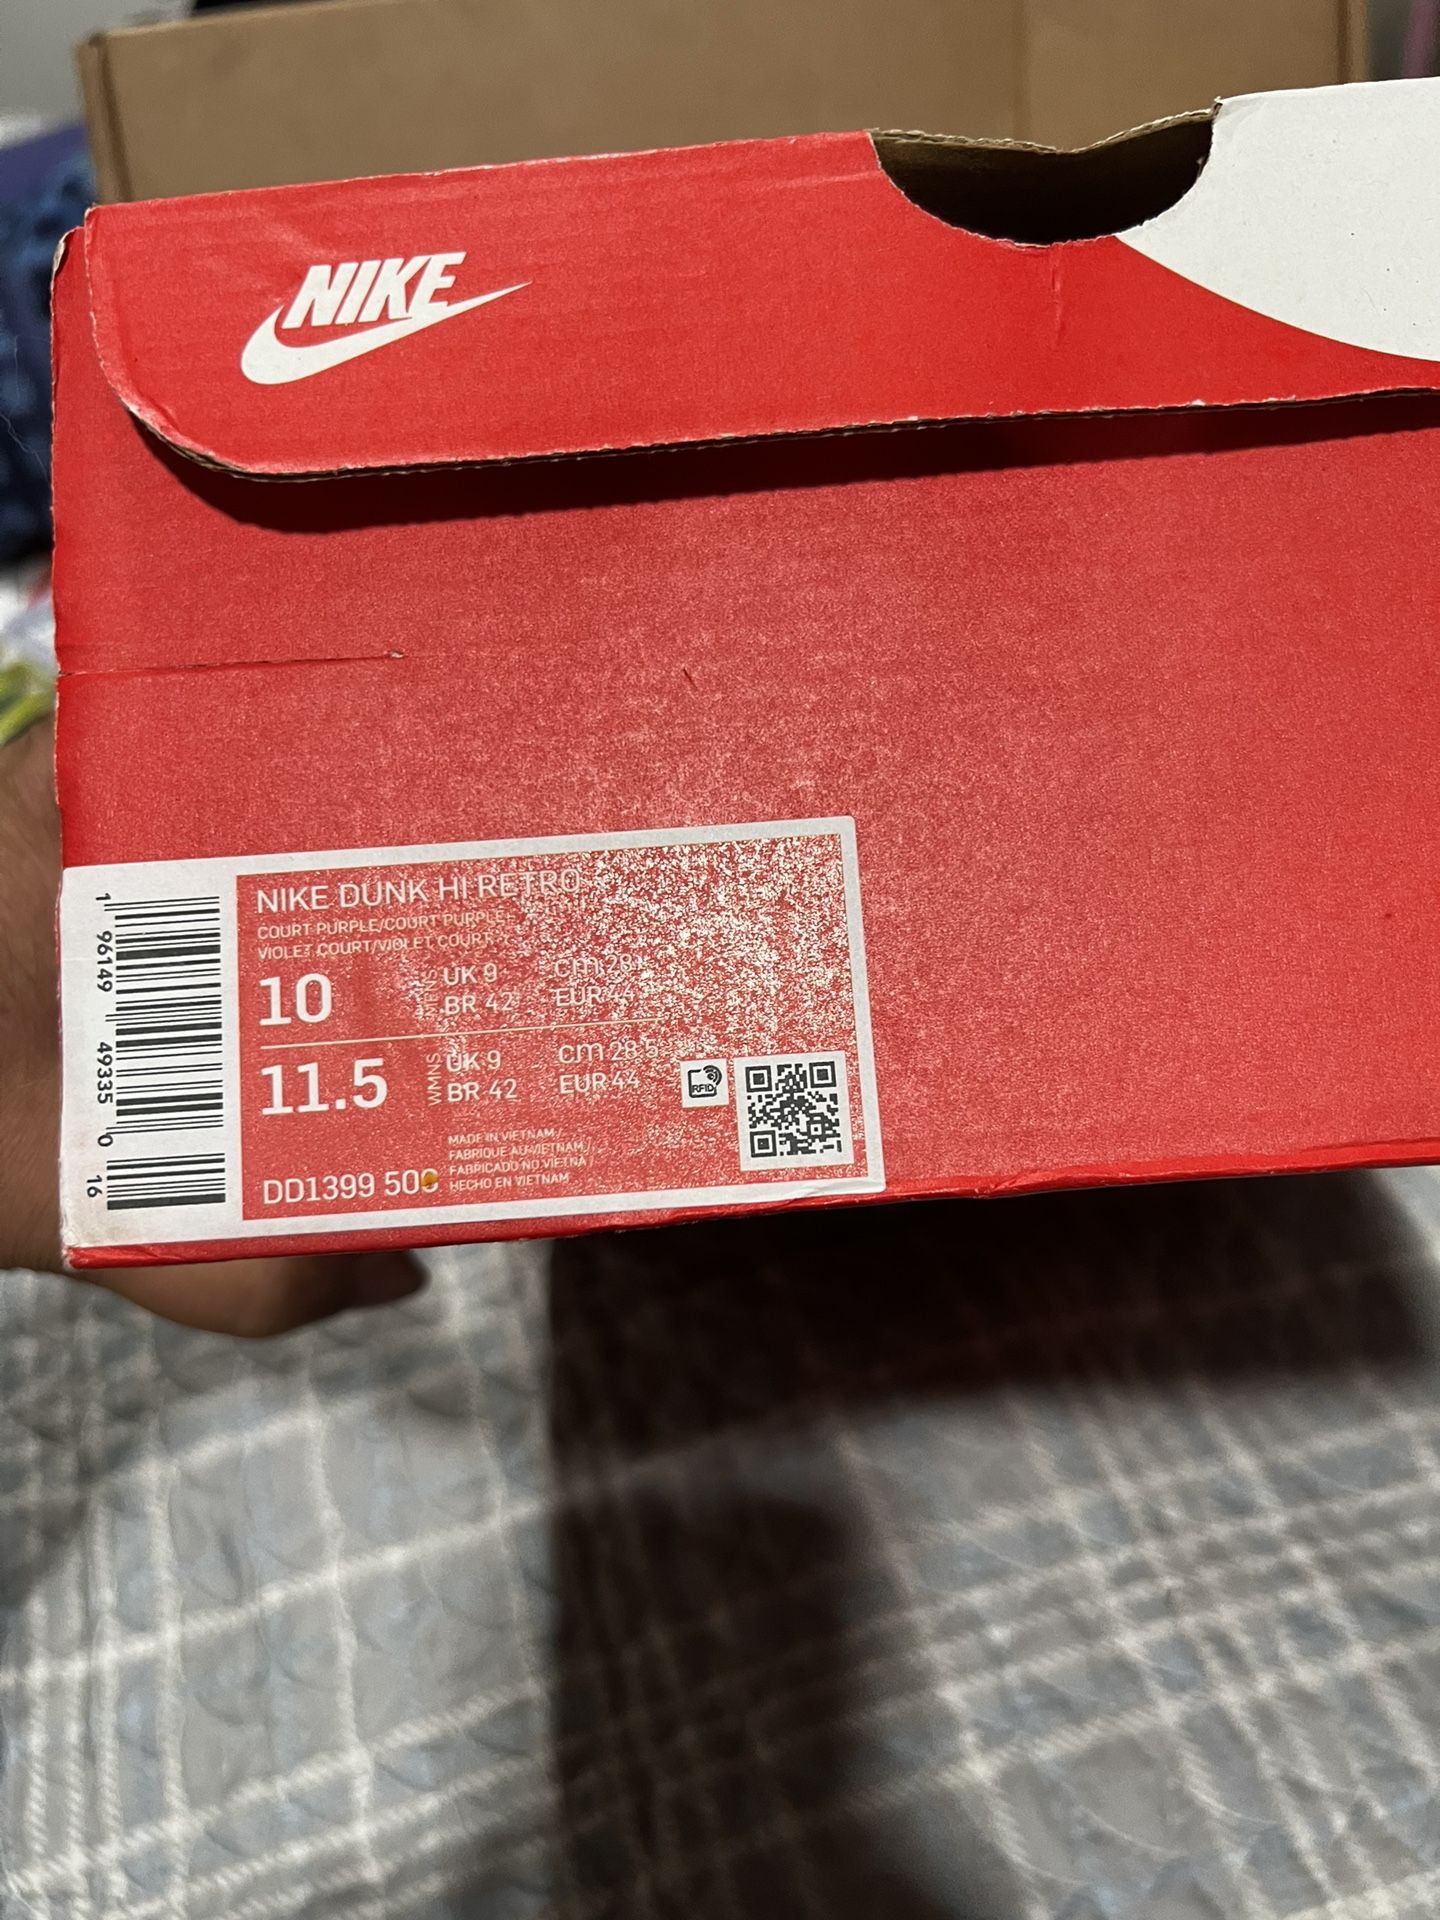 NIKE
NIKE DUNK HI RETRO
COURT PURPLE/COURT PURPLE-
VIOLET COURT/VIOLET COURT
10 MENS UK 9 cm 28
BR 42 EUR 44
11.5 WMNS UK 9 cm 28.5
BR 42 EUR 44
RFID
MADE IN VIETNAM /
FABRIQUE AU VIETNAM /
FABRICADO NO VIETNA /
HECHO EN VIETNAM
DD1399 500
1 96149 49335 0 16